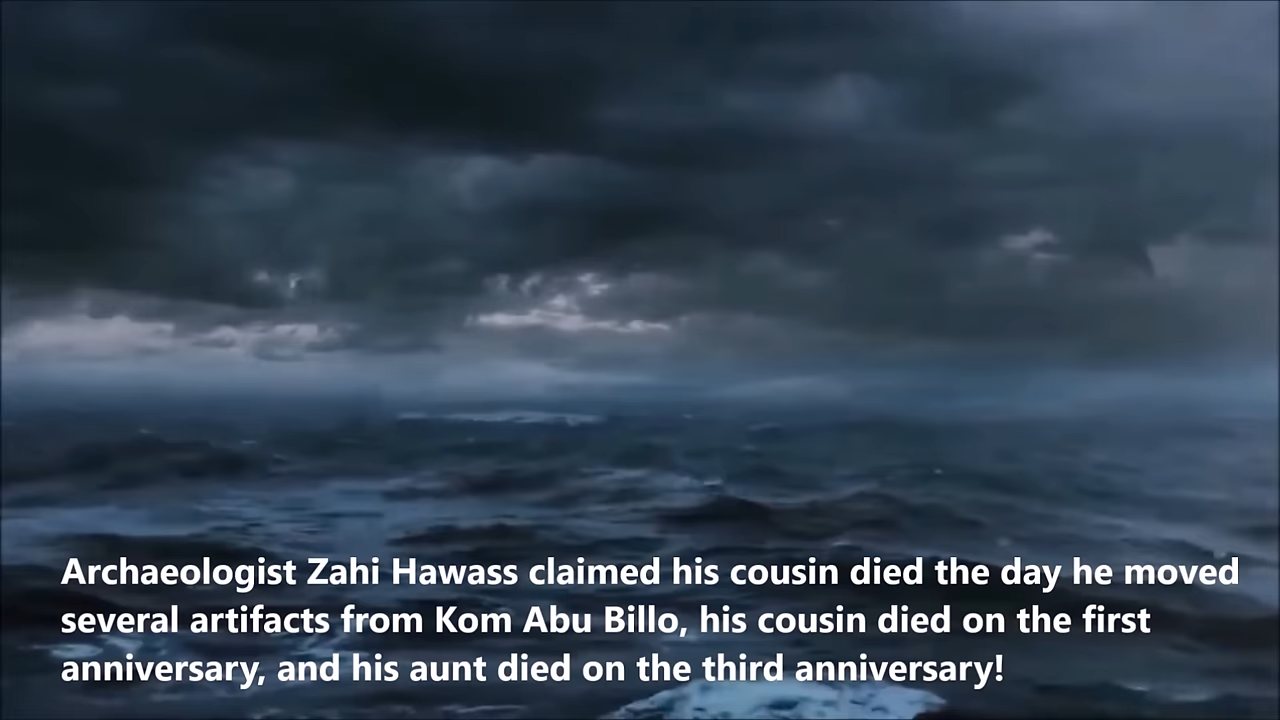 Archaeologist Zahi Hawass claimed his cousin died the day he moved
several artifacts from Kom Abu Billo, his cousin died on the first
anniversary, and his aunt died on the third anniversary!